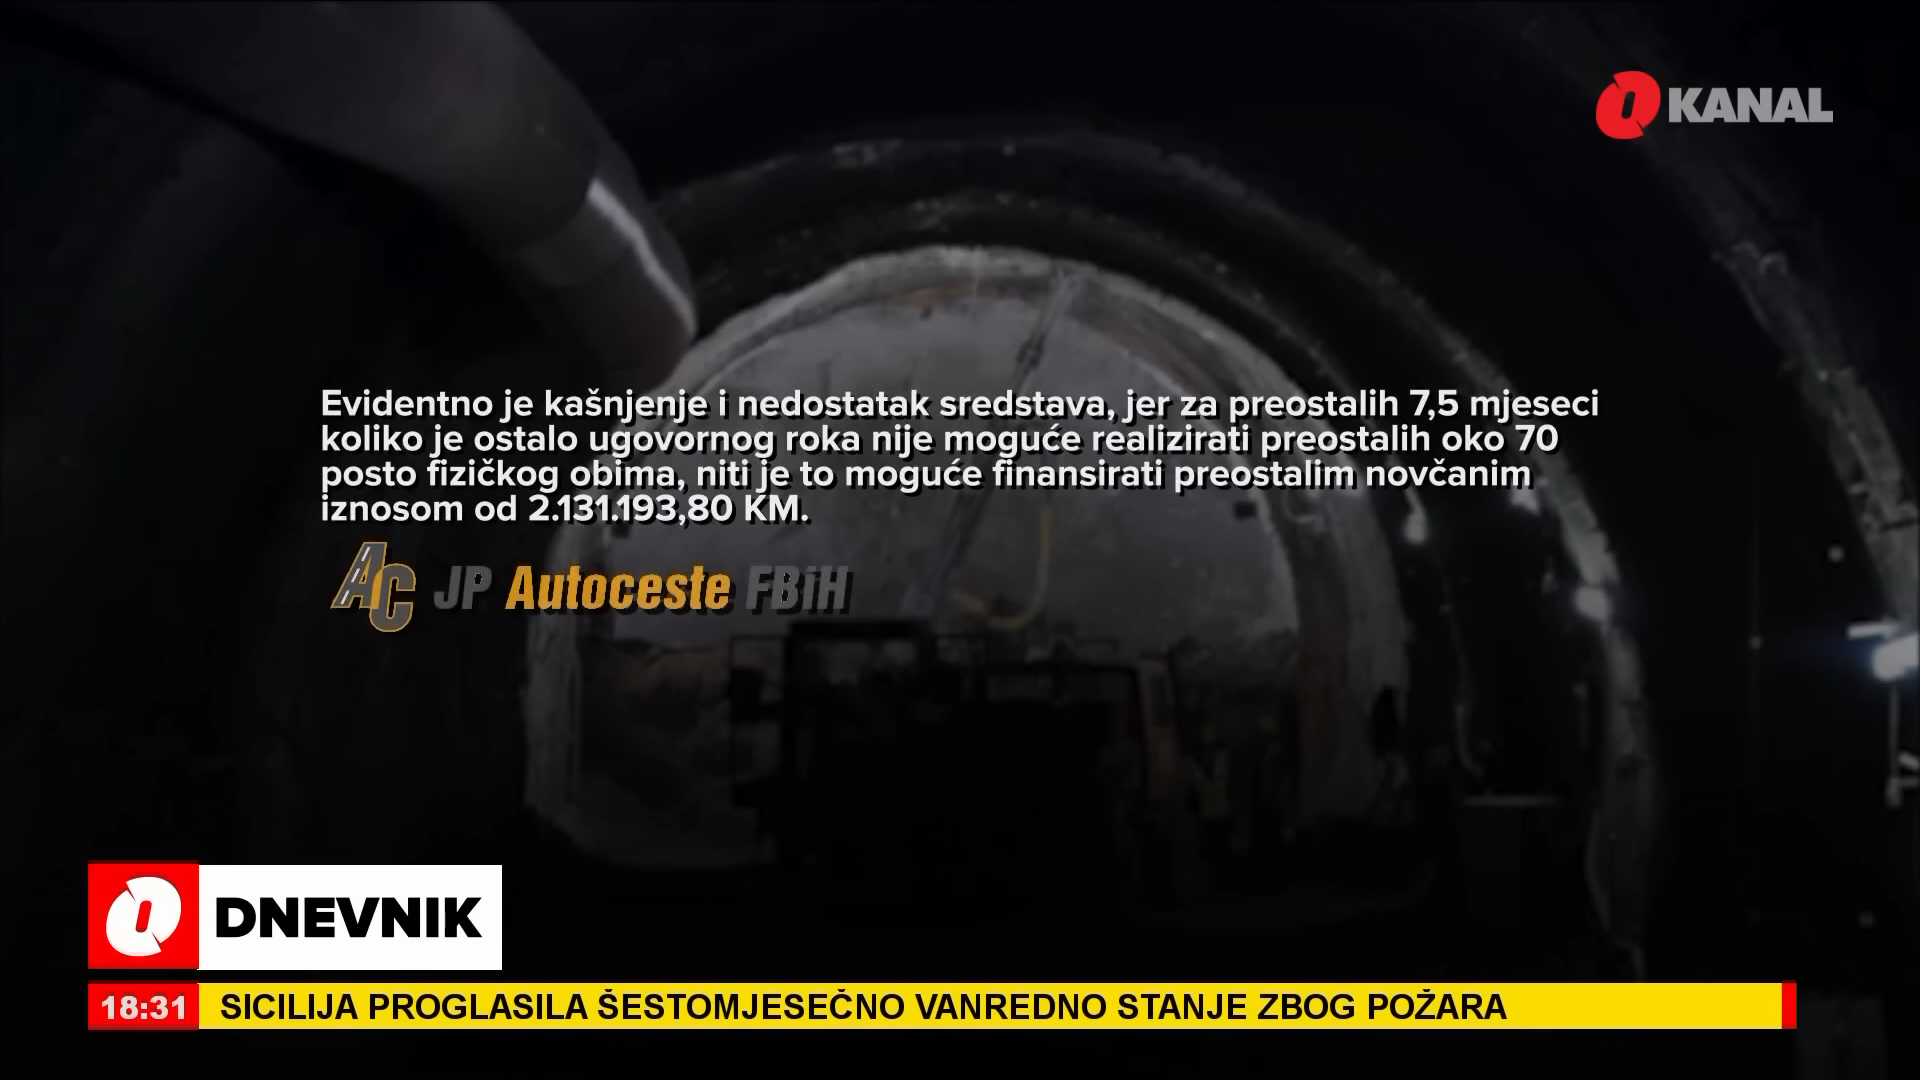 O KANAL
Evidentno je kašnjenje i nedostatak sredstava, jer za preostalih 7,5 mjeseci
koliko je ostalo ugovornog roka nije moguće realizirati preostalih oko 70
posto fizičkog obima, niti je to moguće finansirati preostalim novčanim
iznosom od 2.131.193,80 KM.
AC JP Autoceste FBiH
O DNEVNIK
18:31 SICILIJA PROGLASILA ŠESTOMJESEČNO VANREDNO STANJE ZBOG POŽARA